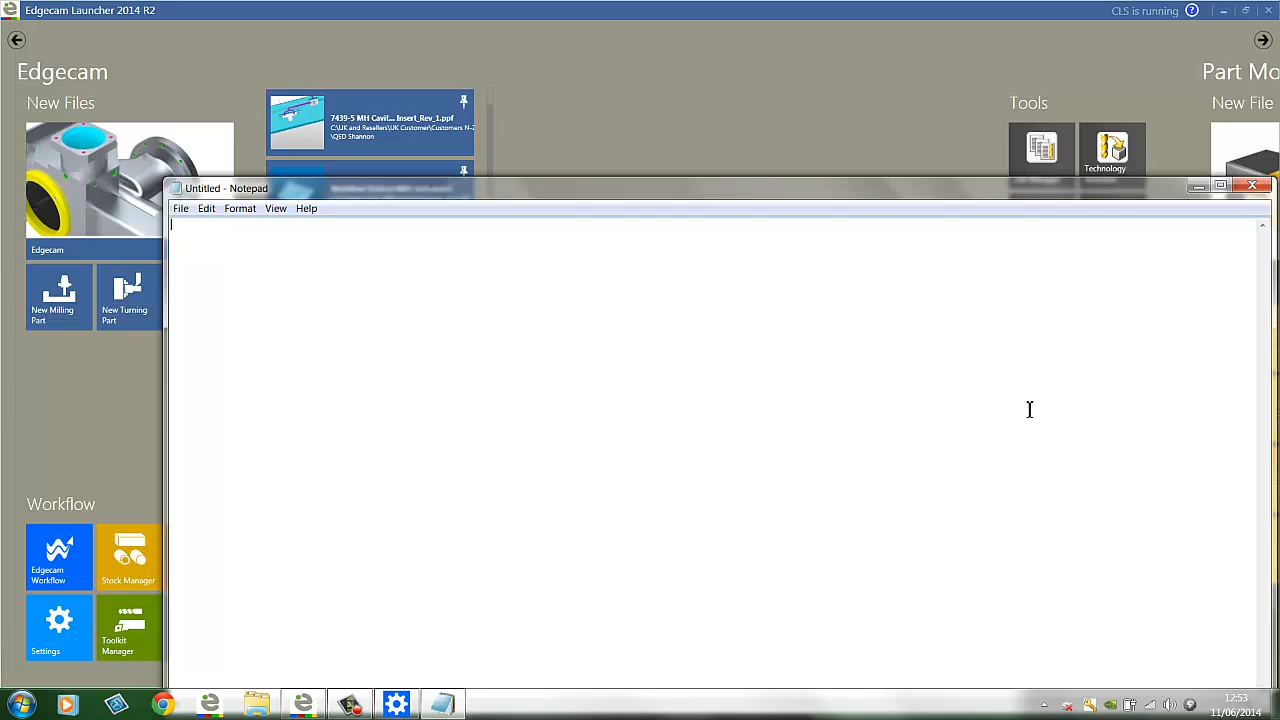 Edgecam Launcher 2014 R2
CLS is running
Edgecam
Part Mo
New Files
Tools
New File
7439-5 MH Cavit... Insert_Rev_1.ppf
C:\UK and Resellers\UK Customer\Customers N-Z
\QED Shannon
Technology
Untitled - Notepad
File Edit Format View Help
Edgecam
New Milling
Part
New Turning
Part
Workflow
Edgecam
Workflow
Stock Manager
Settings
Toolkit
Manager
12:53
11/06/2014